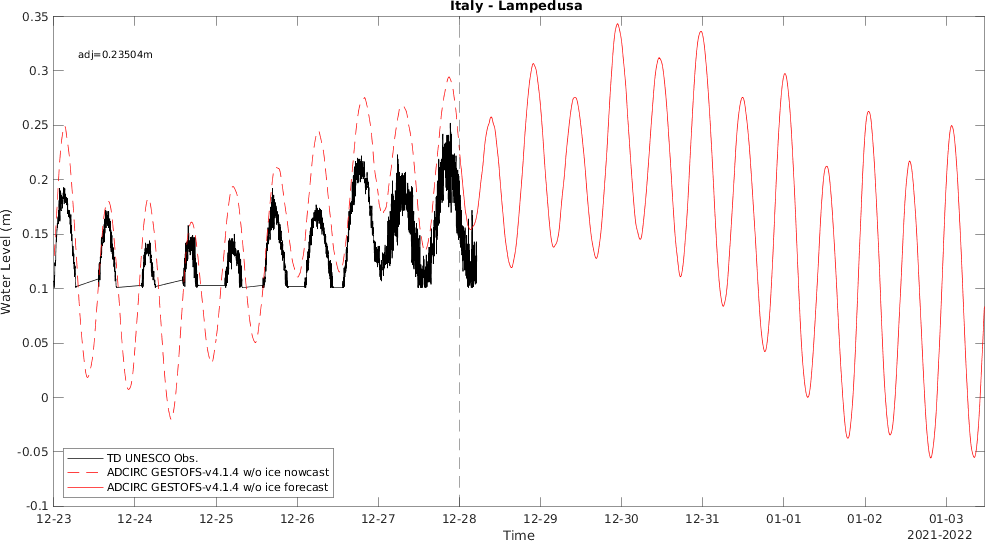 Italy - Lampedusa
adj=0.23504m
0.35
0.3
0.25
0.2
0.15
0.1
0.05
0
-0.05
-0.1
Water Level (m)
TD UNESCO Obs.
ADCIRC GESTOFS-v4.1.4 w/o ice nowcast
ADCIRC GESTOFS-v4.1.4 w/o ice forecast
12-23 12-24 12-25 12-26 12-27 12-28 12-29 12-30 12-31 01-01 01-02 01-03
Time
2021-2022